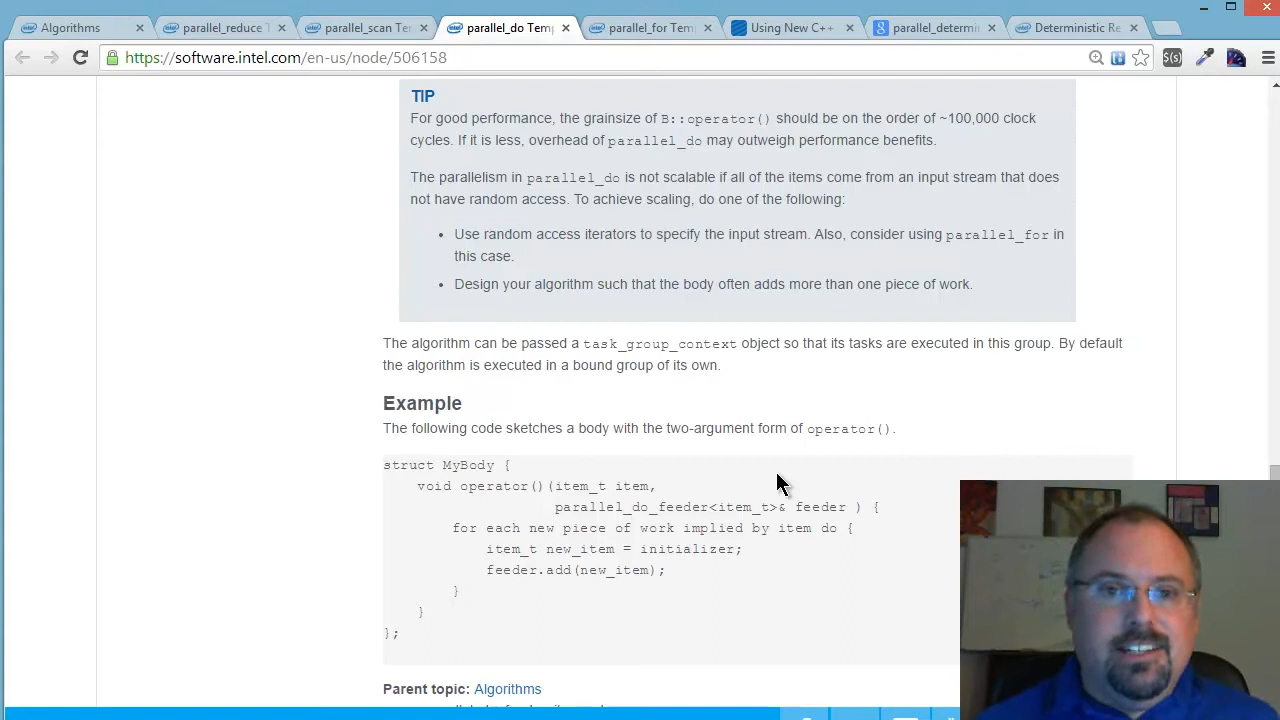 Algorithms
parallel_reduce T
parallel_scan Ter
parallel_do Temp
parallel_for Tem
Using New C++
parallel_determin
Deterministic Re
https://software.intel.com/en-us/node/506158
TIP
For good performance, the grainsize of B::operator() should be on the order of ~100,000 clock
cycles. If it is less, overhead of parallel_do may outweigh performance benefits.
The parallelism in parallel_do is not scalable if all of the items come from an input stream that does
not have random access. To achieve scaling, do one of the following:
• Use random access iterators to specify the input stream. Also, consider using parallel_for in
this case.
• Design your algorithm such that the body often adds more than one piece of work.
The algorithm can be passed a task_group_context object so that its tasks are executed in this group. By default
the algorithm is executed in a bound group of its own.
Example
The following code sketches a body with the two-argument form of operator().
struct MyBody {
void operator()(item_t item,
parallel_do_feeder<item_t>& feeder ) {
for each new piece of work implied by item do {
item_t new_item = initializer;
feeder.add(new_item);
}
}
};
Parent topic: Algorithms